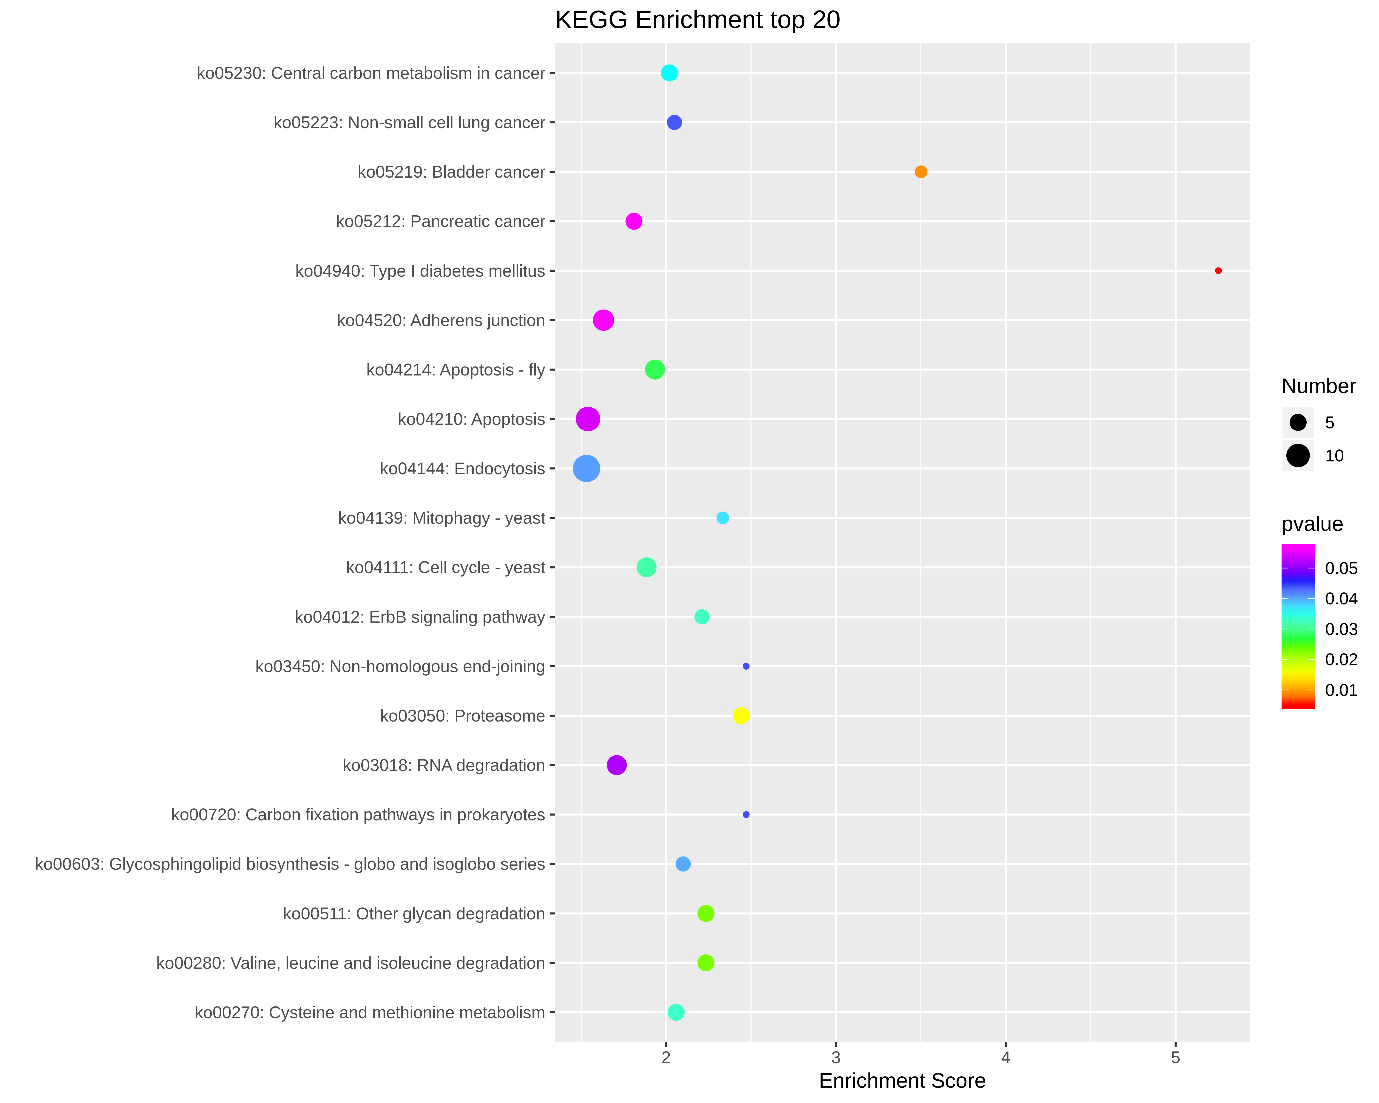 KEGG Enrichment top 20
ko05230: Central carbon metabolism in cancer
ko05223: Non-small cell lung cancer
ko05219: Bladder cancer
ko05212: Pancreatic cancer
ko04940: Type I diabetes mellitus
ko04520: Adherens junction
ko04214: Apoptosis - fly
ko04210: Apoptosis
ko04144: Endocytosis
ko04139: Mitophagy - yeast
ko04111: Cell cycle - yeast
ko04012: ErbB signaling pathway
ko03450: Non-homologous end-joining
ko03050: Proteasome
ko03018: RNA degradation
ko00720: Carbon fixation pathways in prokaryotes
ko00603: Glycosphingolipid biosynthesis - globo and isoglobo series
ko00511: Other glycan degradation
ko00280: Valine, leucine and isoleucine degradation
ko00270: Cysteine and methionine metabolism
2 3 4 5
Enrichment Score
Number
5
10
pvalue
0.05
0.04
0.03
0.02
0.01